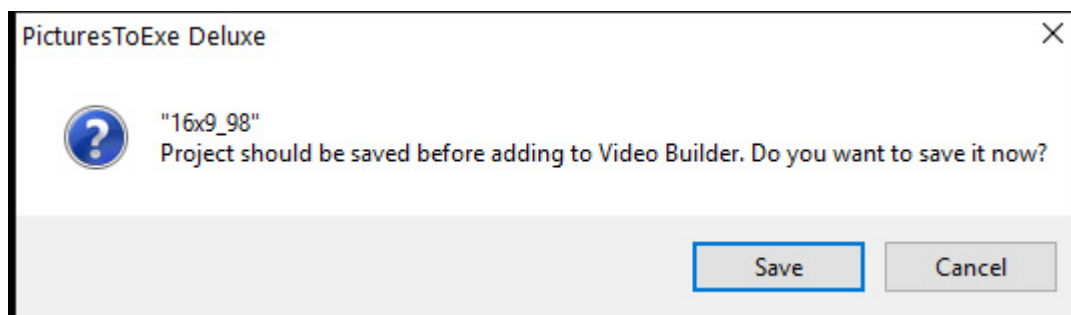 PicturesToExe Deluxe
"16x9_98"
Project should be saved before adding to Video Builder. Do you want to save it now?
Save Cancel